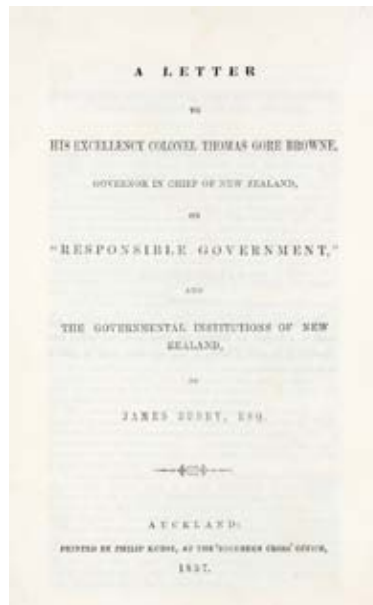 A LETTER
TO
HIS EXCELLENCY COLONEL THOMAS GORE BROWNE,
GOVERNOR IN CHIEF OF NEW ZEALAND,
ON
"RESPONSIBLE GOVERNMENT,"
AND
THE GOVERNMENTAL INSTITUTIONS OF NEW
ZEALAND,
BY
JAMES BUSBY, ESQ.
AUCKLAND:
PRINTED BY PHILIP KUNST, AT THE 'SOUTHERN CROSS' OFFICE,
1857.